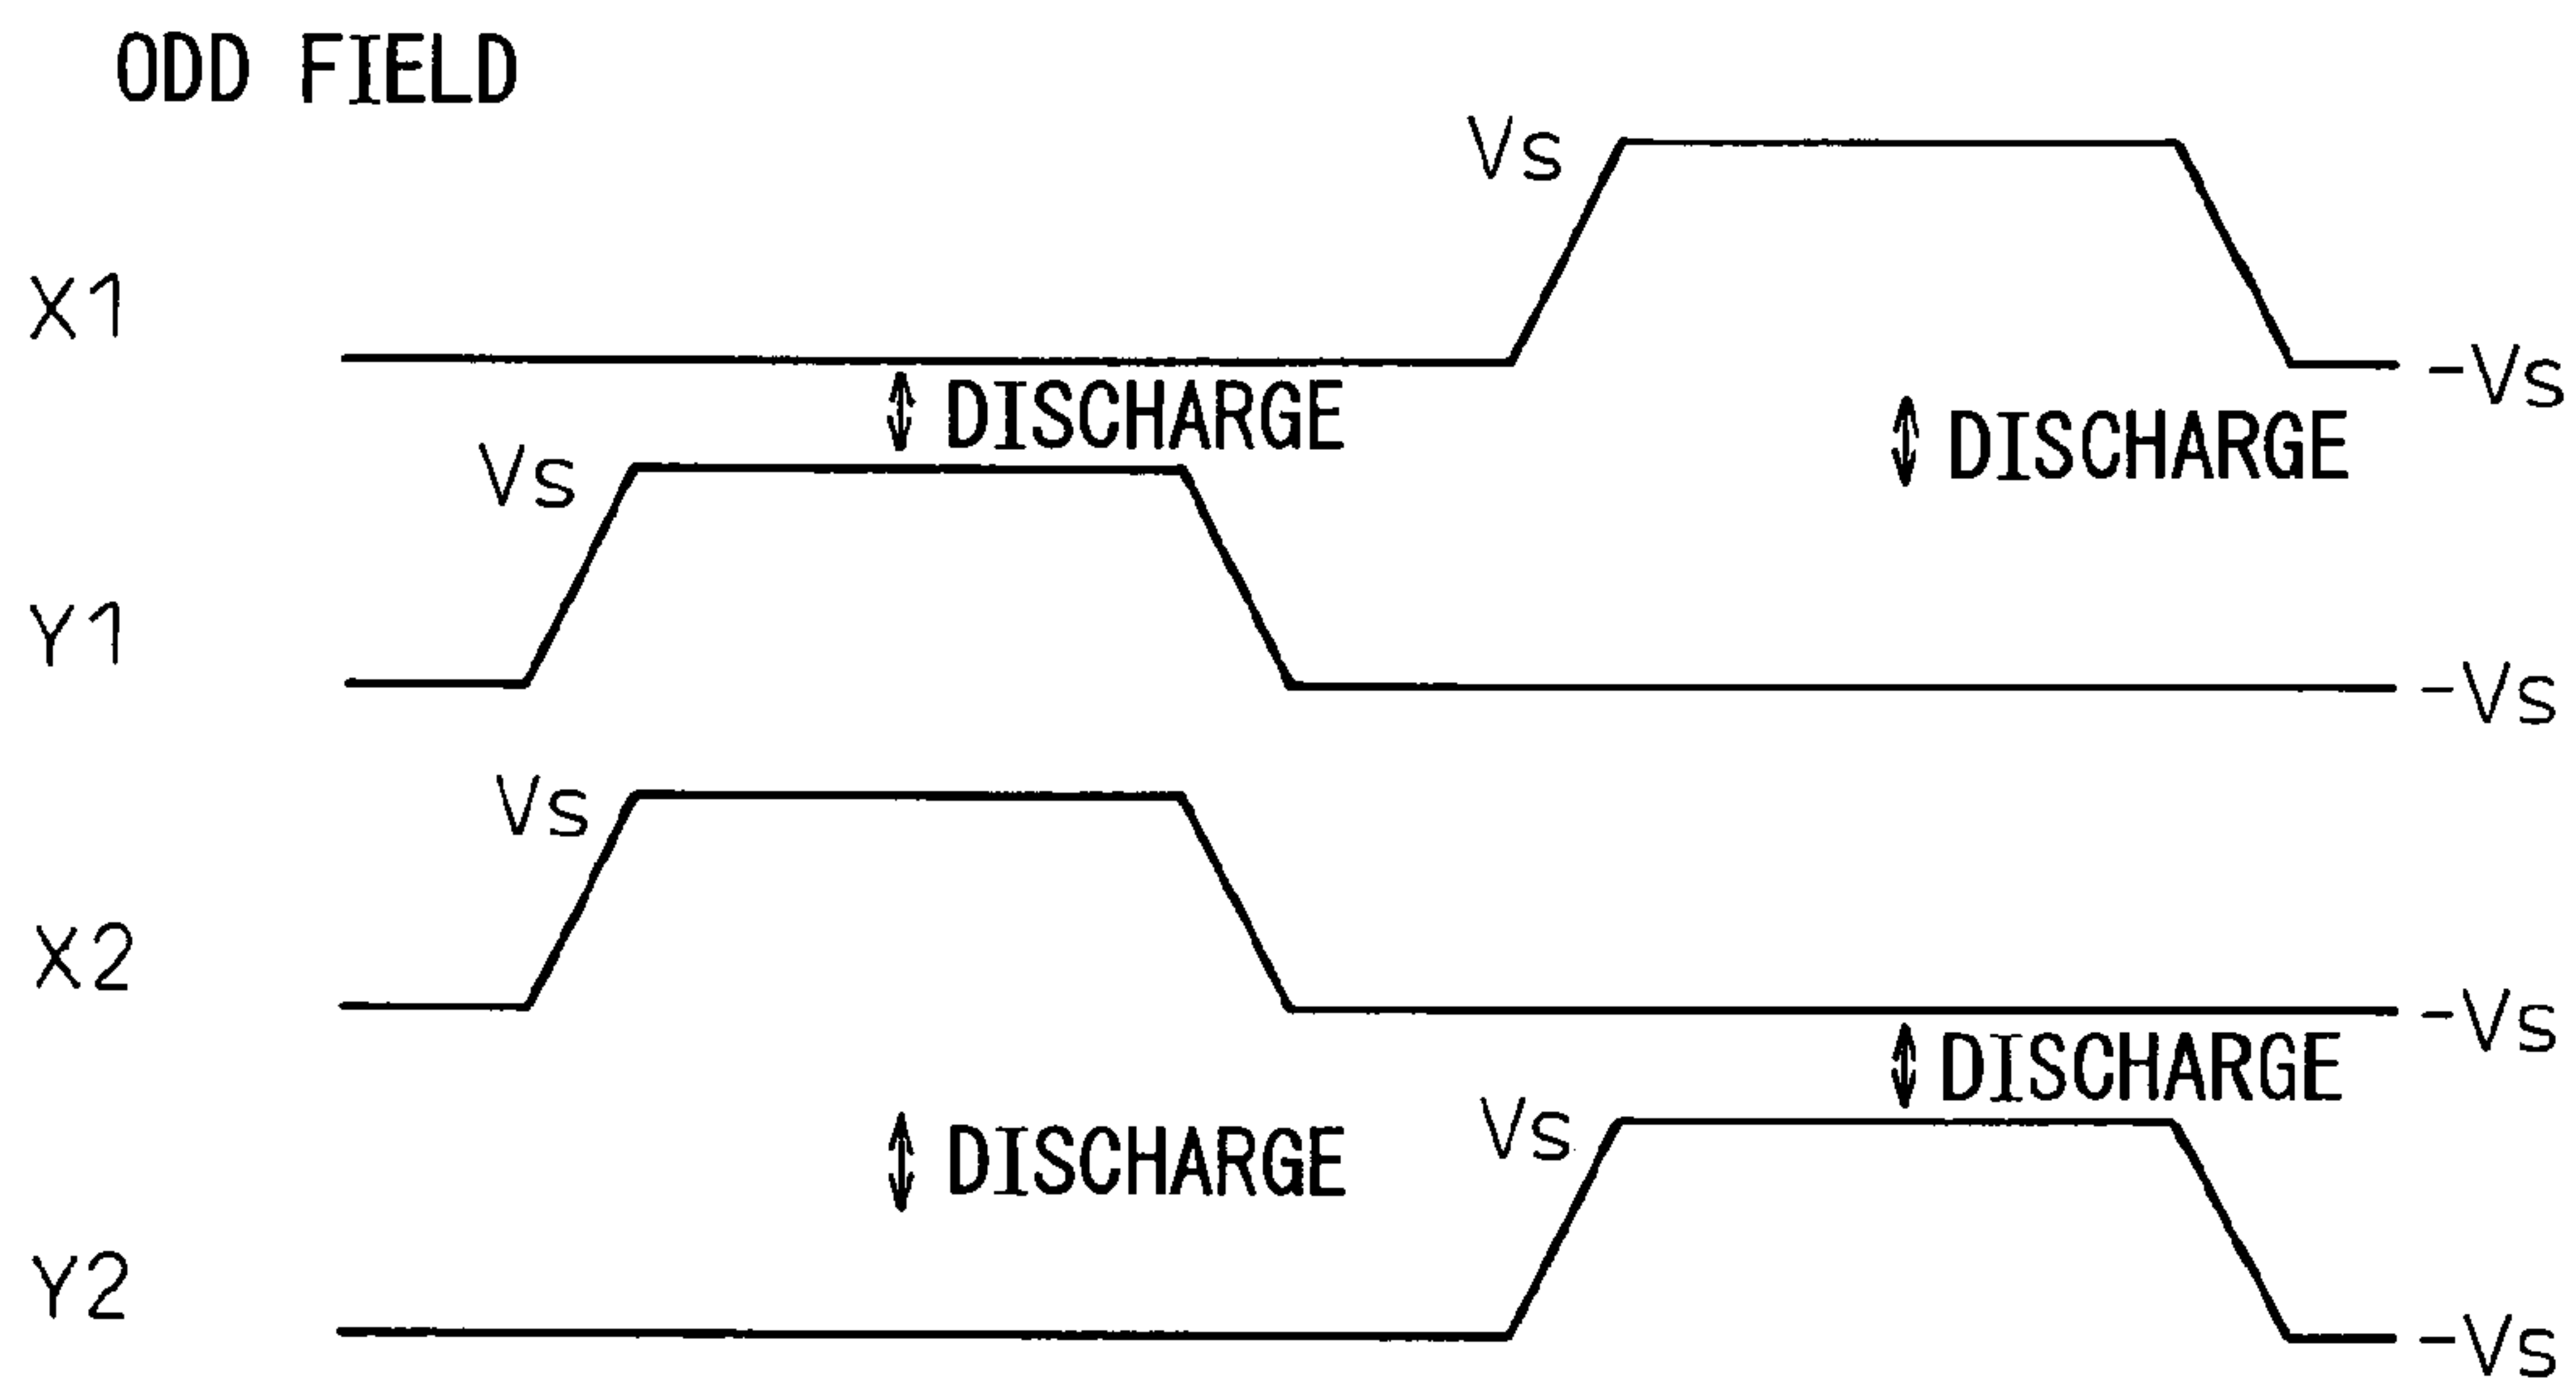 ODD FIELD
Vs
X1
-Vs
DISCHARGE
DISCHARGE
Vs
Y1
-Vs
Vs
X2
-Vs
DISCHARGE
Vs
DISCHARGE
Y2
-Vs